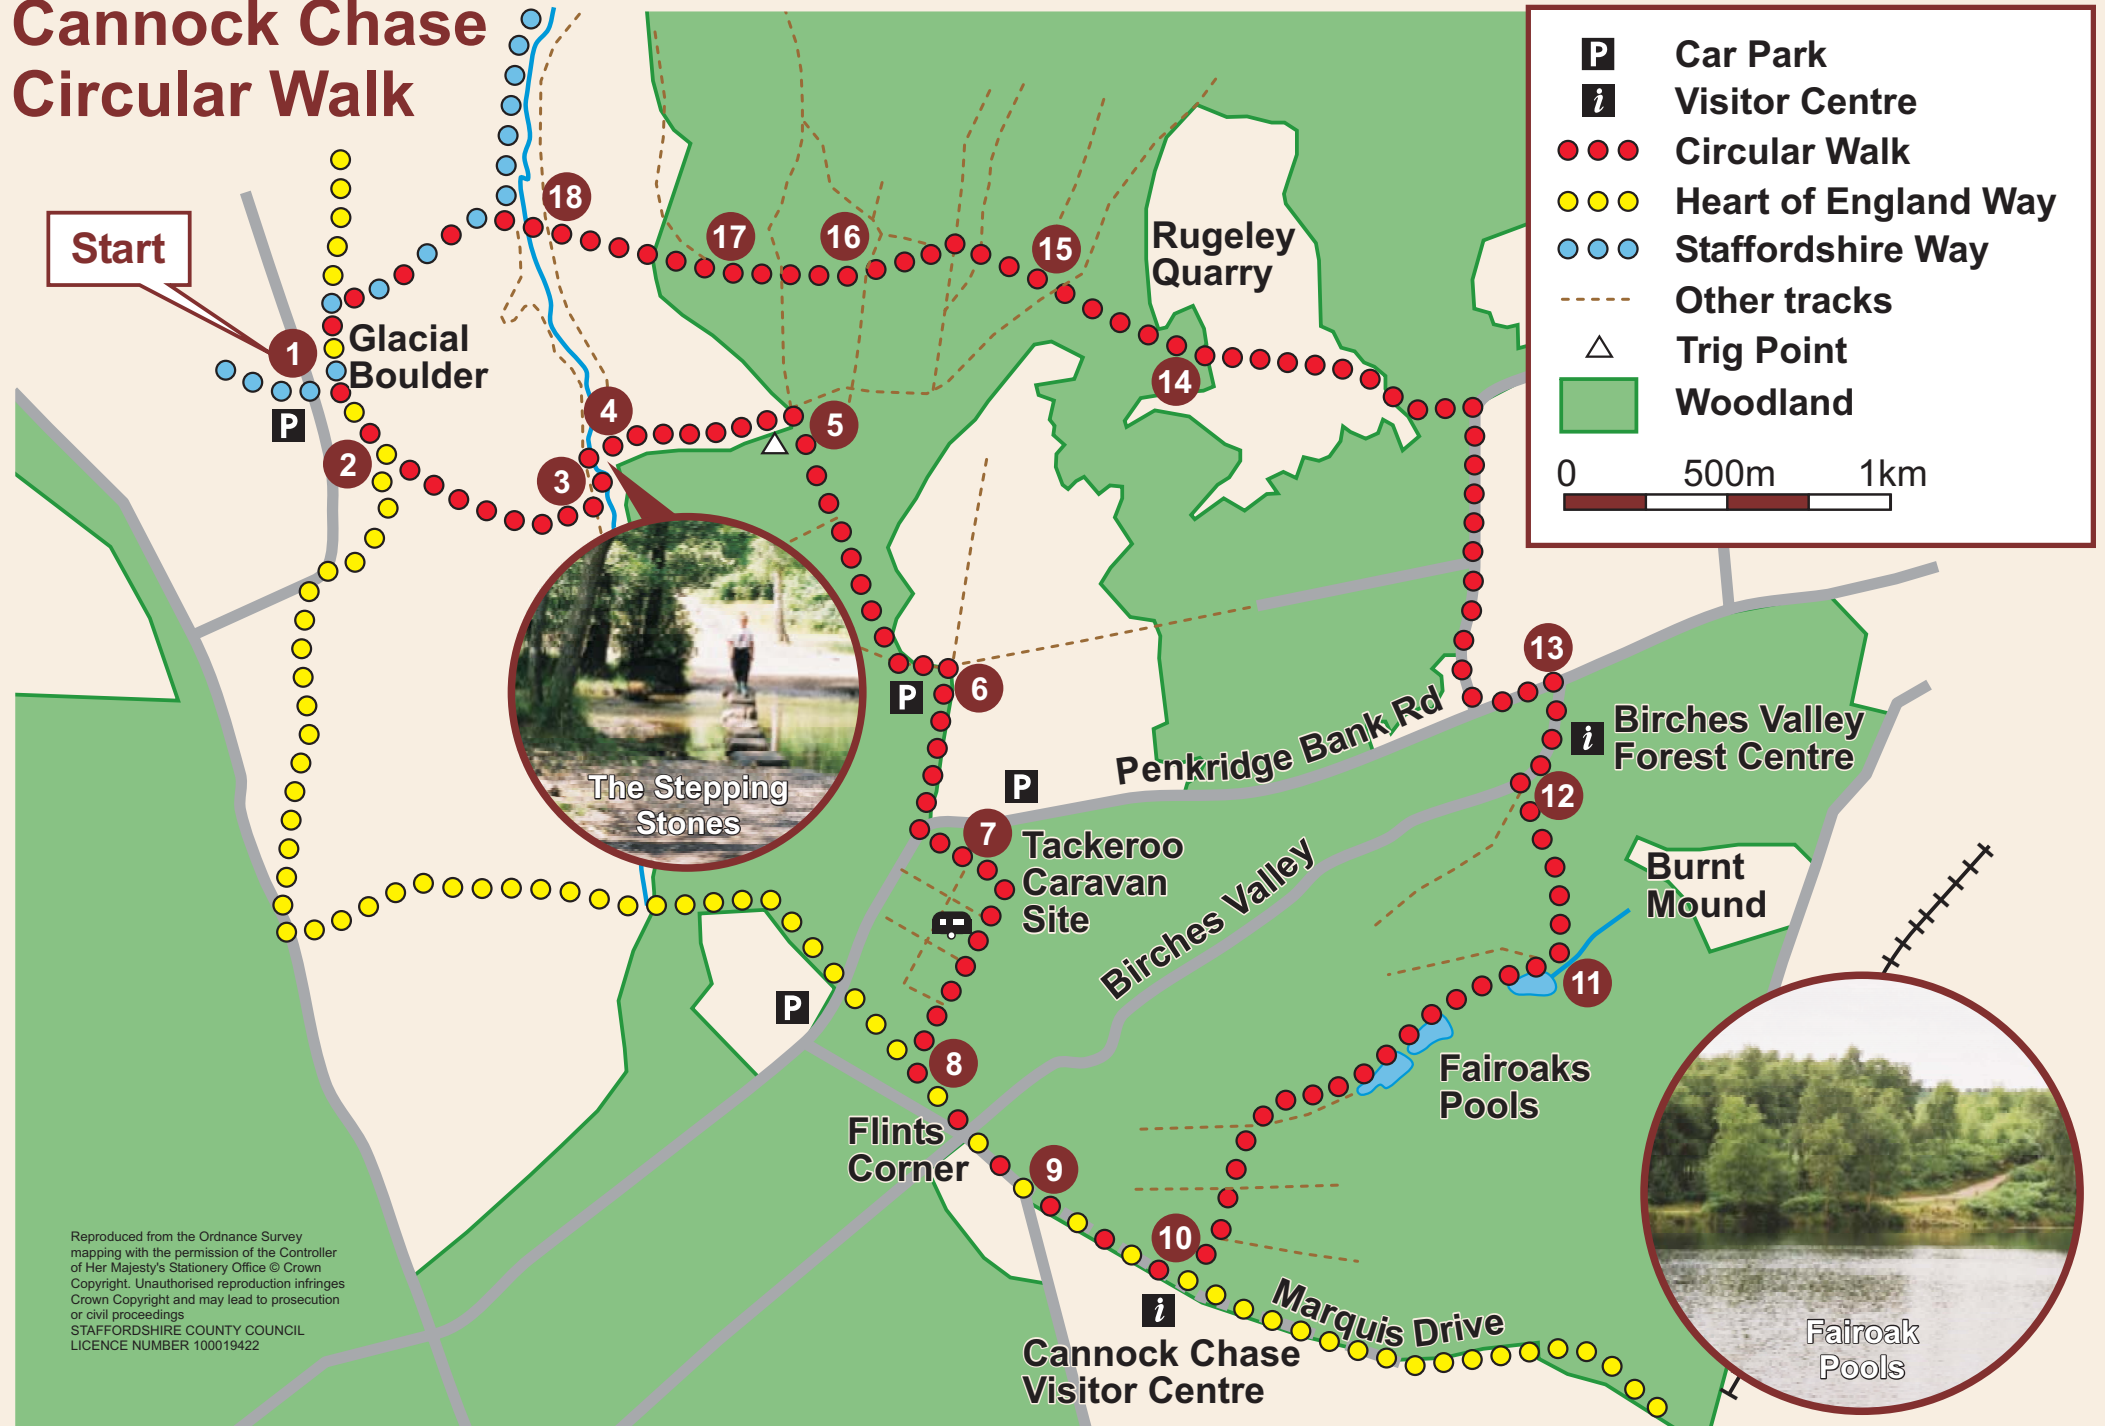 Cannock Chase
Circular Walk
Start
P Car Park
i Visitor Centre
Circular Walk
Heart of England Way
Staffordshire Way
Other tracks
Trig Point
Woodland
0 500m 1km
18
17
16
15
Rugeley
Quarry
1
Glacial
Boulder
P
2
3
4
5
14
The Stepping
Stones
P
6
13
Penkridge Bank Rd
i
Birches Valley
Forest Centre
P
7
12
Tackeroo
Caravan
Site
Birches Valley
Burnt
Mound
11
P
8
Fairoaks
Pools
Flints
Corner
9
10
i
Marquis Drive
Cannock Chase
Visitor Centre
Fairoak
Pools
Reproduced from the Ordnance Survey
mapping with the permission of the Controller
of Her Majesty's Stationery Office © Crown
Copyright. Unauthorised reproduction infringes
Crown Copyright and may lead to prosecution
or civil proceedings
STAFFORDSHIRE COUNTY COUNCIL
LICENCE NUMBER 100019422